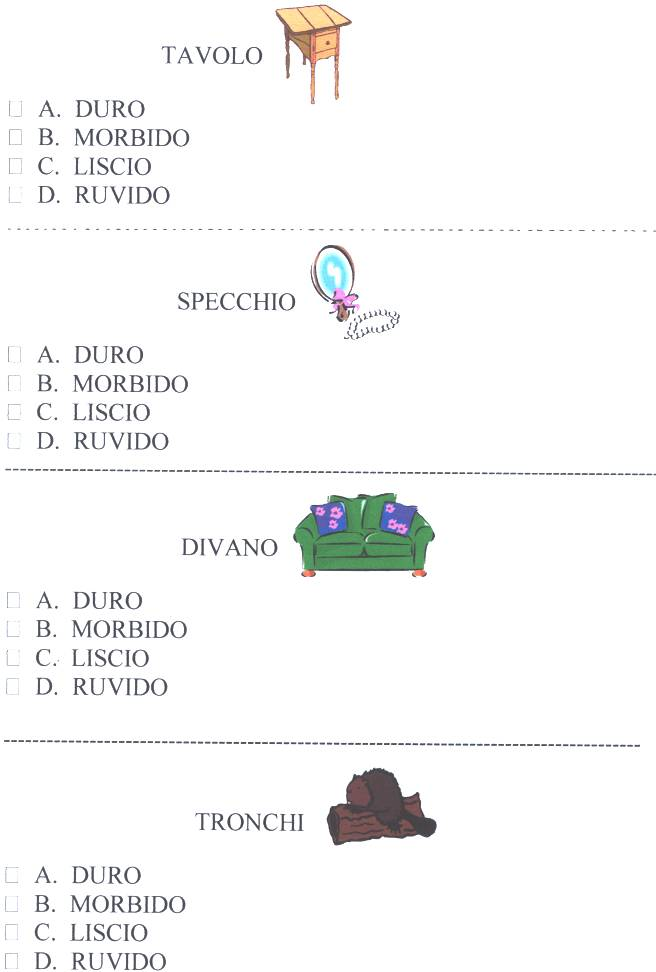 TAVOLO
A. DURO
B. MORBIDO
C. LISCIO
D. RUVIDO
SPECCHIO
A. DURO
B. MORBIDO
C. LISCIO
D. RUVIDO
DIVANO
A. DURO
B. MORBIDO
C. LISCIO
D. RUVIDO
TRONCHI
A. DURO
B. MORBIDO
C. LISCIO
D. RUVIDO